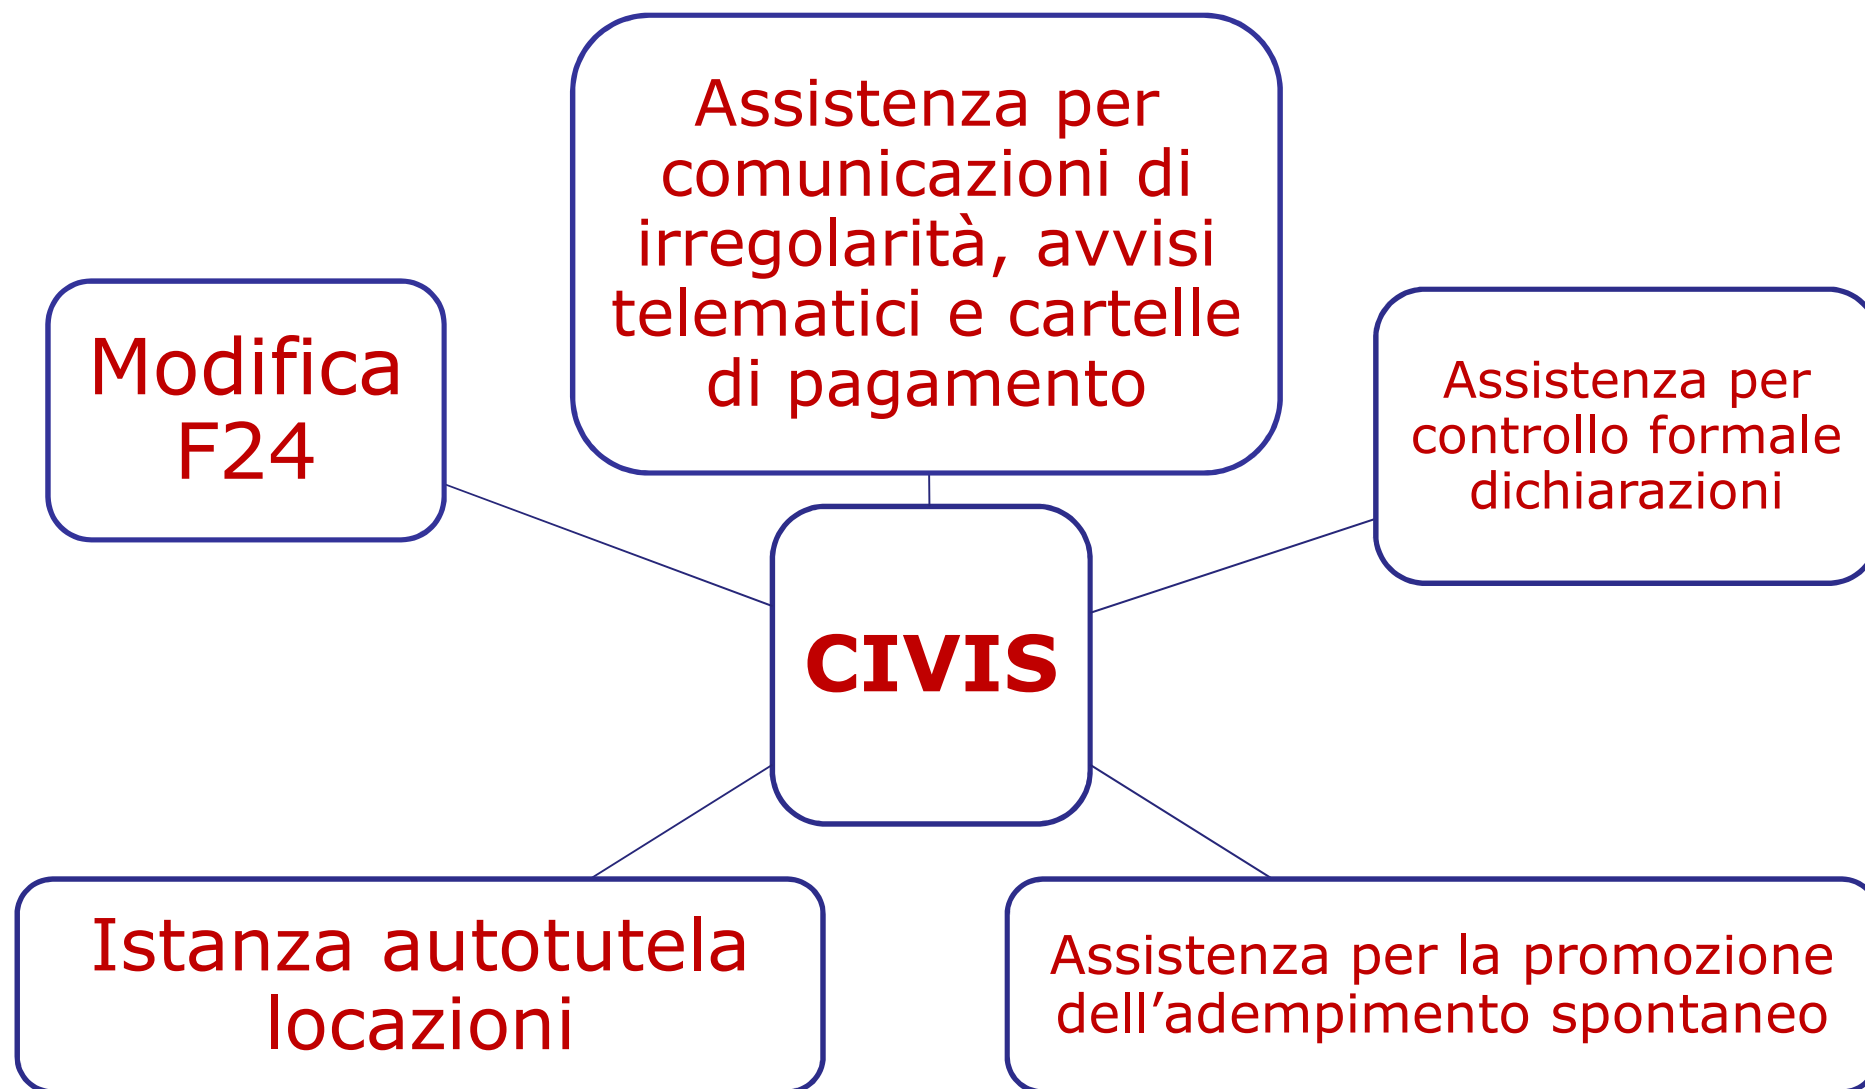 Assistenza per
comunicazioni di
irregolarità, avvisi
telematici e cartelle
di pagamento
Modifica
F24
Assistenza per
controllo formale
dichiarazioni
CIVIS
Istanza autotutela
locazioni
Assistenza per la promozione
dell’adempimento spontaneo